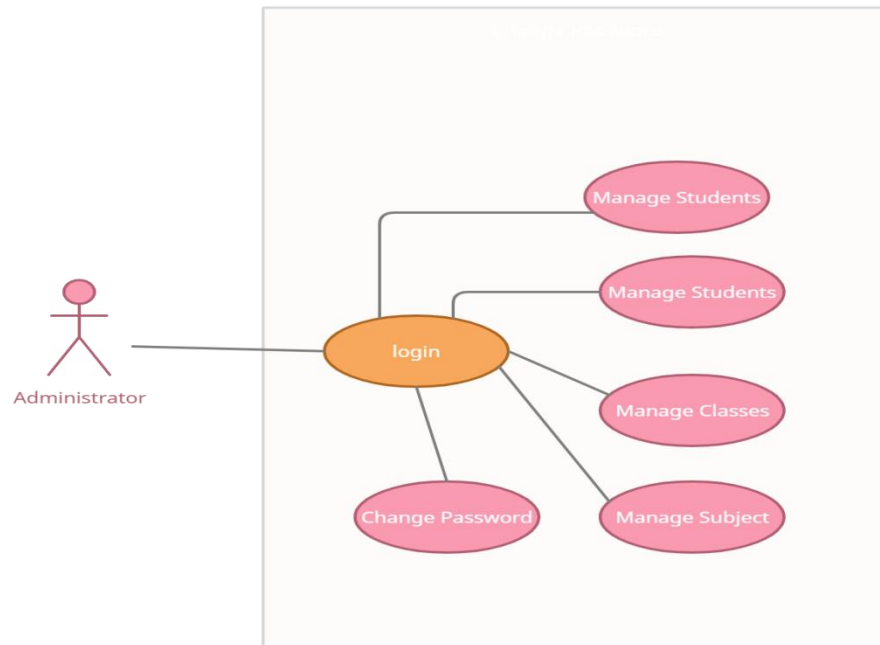 Manage Students
Manage Students
login
Administrator
Manage Classes
Change Password
Manage Subject